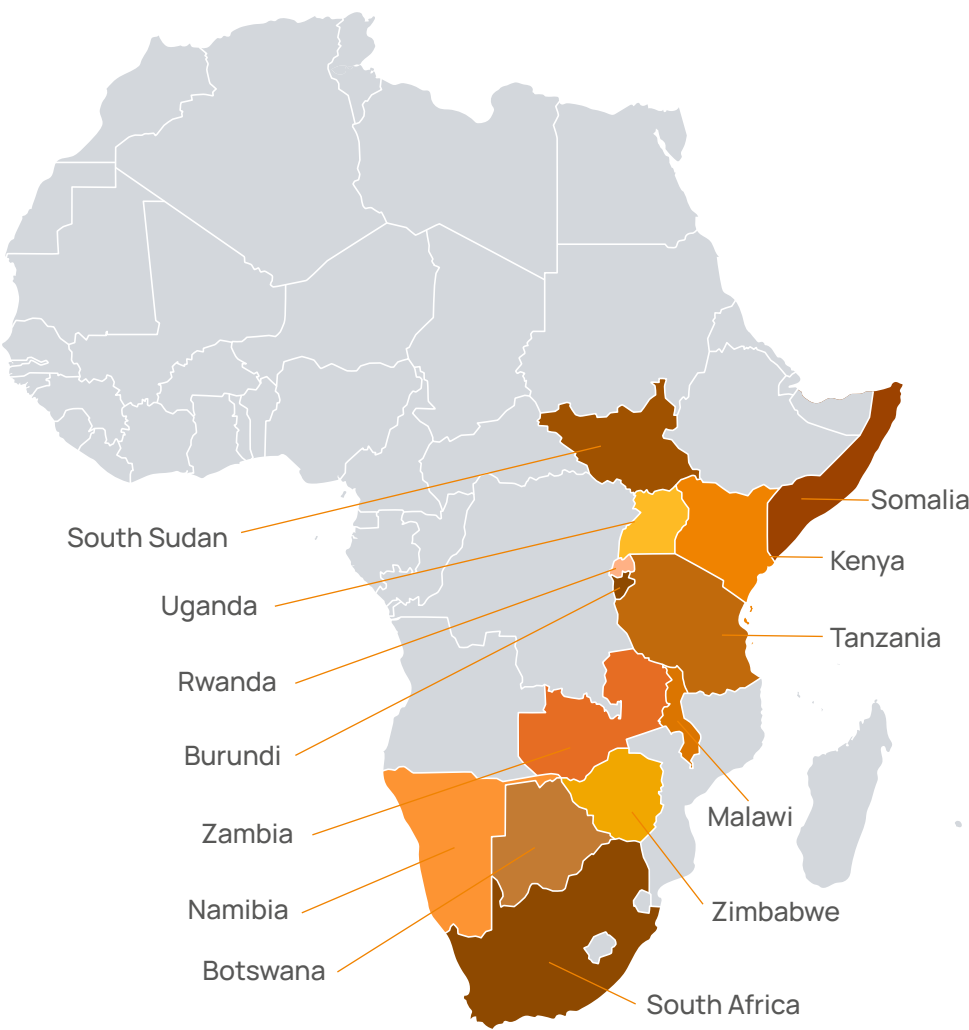 Somalia
South Sudan
Kenya
Uganda
Tanzania
Rwanda
Burundi
Malawi
Zambia
Namibia
Zimbabwe
Botswana
South Africa